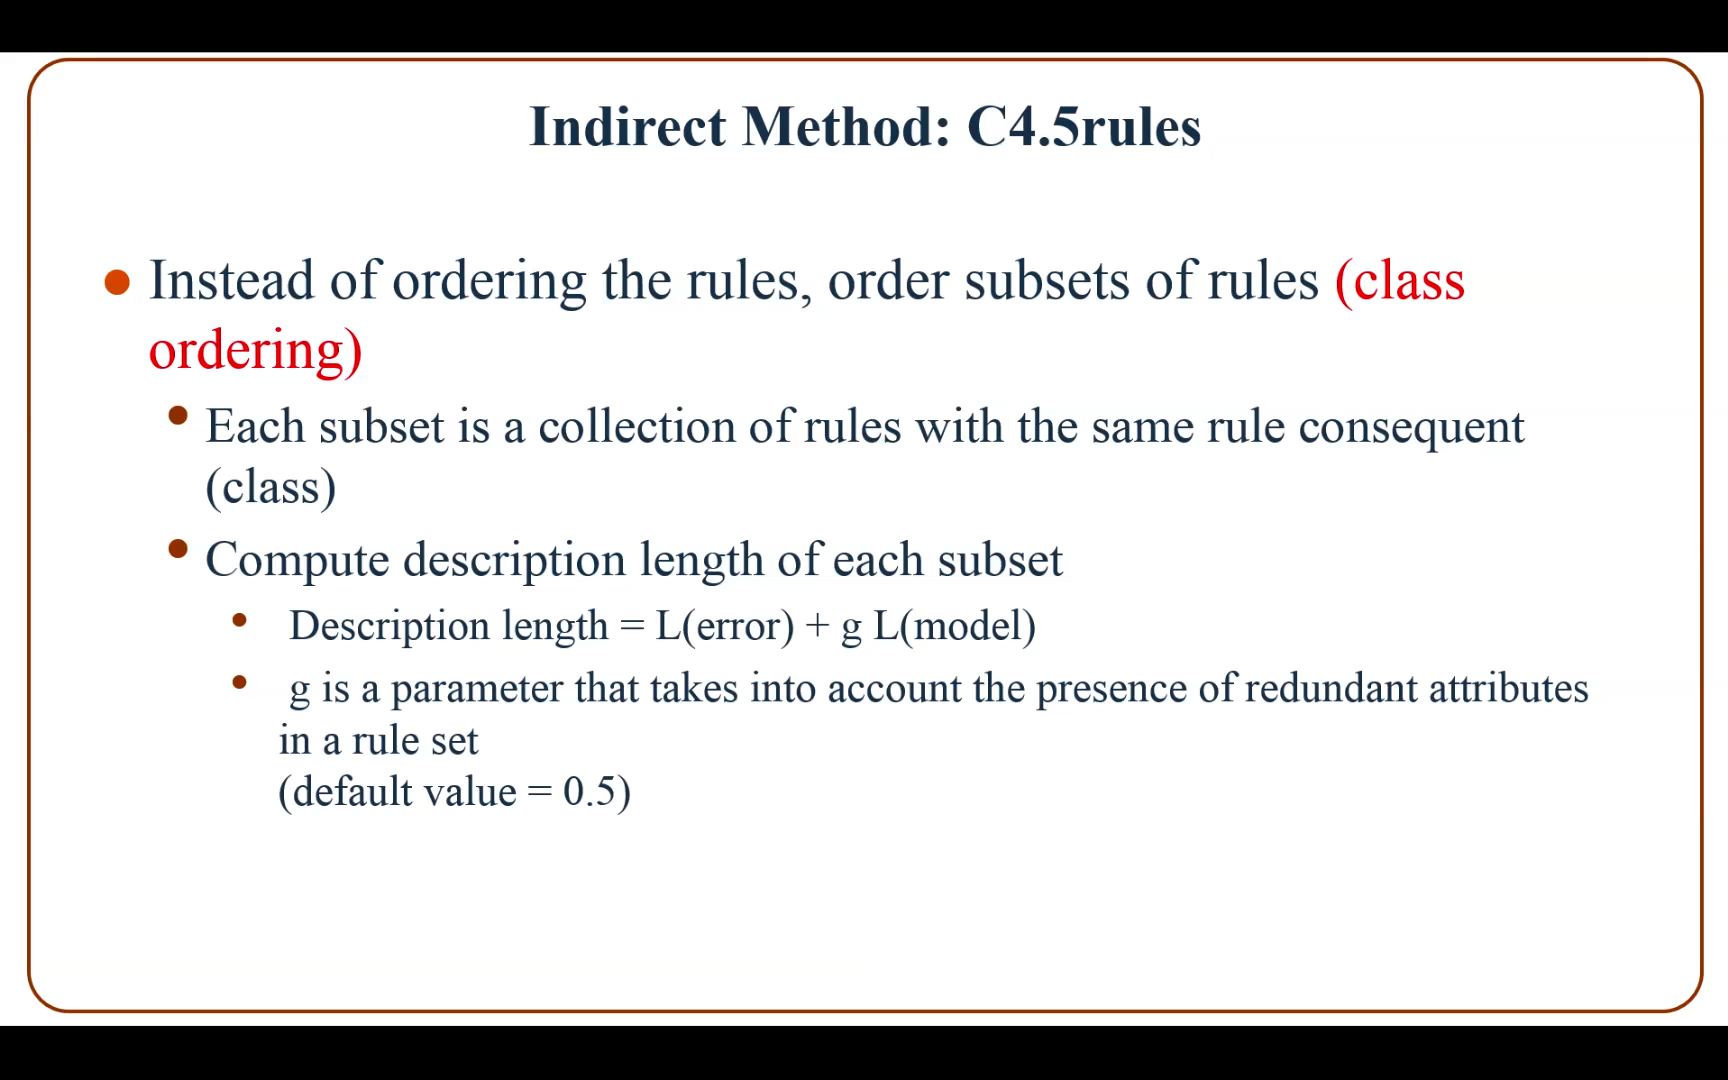 Indirect Method: C4.5rules
● Instead of ordering the rules, order subsets of rules (class
ordering)
• Each subset is a collection of rules with the same rule consequent
(class)
• Compute description length of each subset
• Description length = L(error) + g L(model)
• g is a parameter that takes into account the presence of redundant attributes
in a rule set
(default value = 0.5)